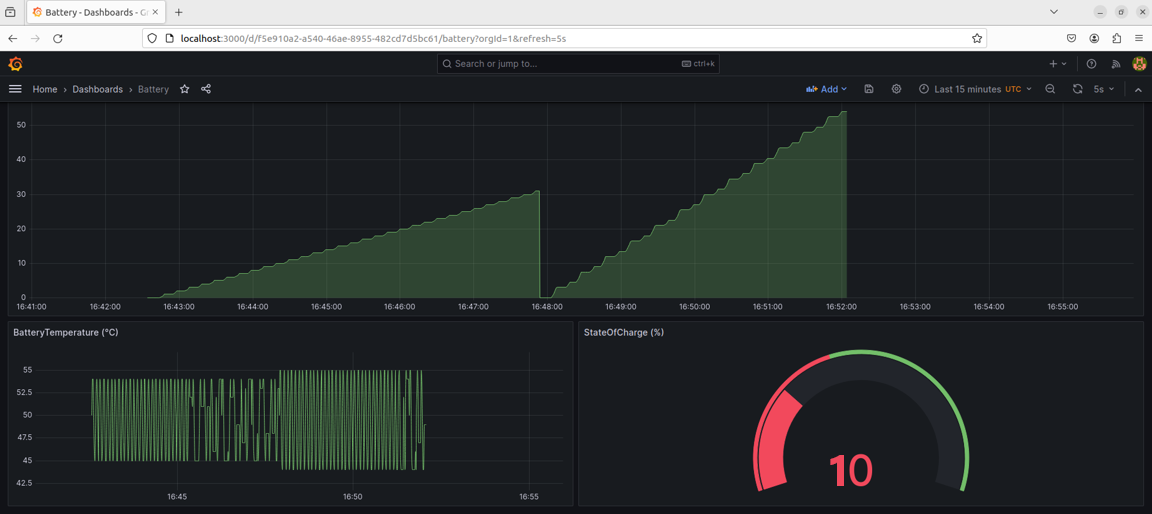 Battery - Dashboards - Gr
localhost:3000/d/f5e910a2-a540-46ae-8955-482cd7d5bc61/battery?orgId=1&refresh=5s
Search or jump to...
ctrl+k
Home › Dashboards › Battery
Add
Last 15 minutes UTC
5s
50
40
30
20
10
0
16:41:00 16:42:00 16:43:00 16:44:00 16:45:00 16:46:00 16:47:00 16:48:00 16:49:00 16:50:00 16:51:00 16:52:00 16:53:00 16:54:00 16:55:00
BatteryTemperature (°C)
55
52.5
50
47.5
45
42.5
16:45 16:50 16:55
StateOfCharge (%)
10